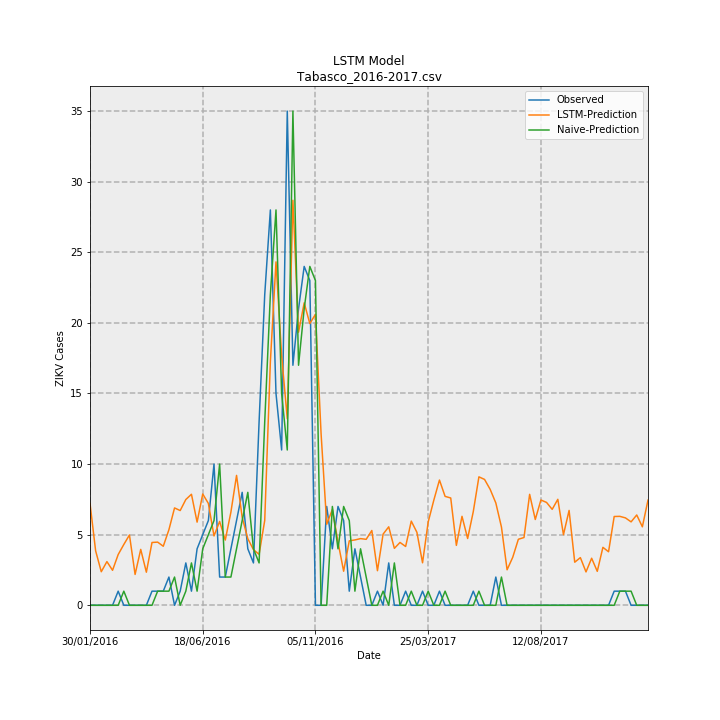 LSTM Model
Tabasco_2016-2017.csv
Observed
LSTM-Prediction
Naive-Prediction
35
30
25
20
15
10
5
0
ZIKV Cases
30/01/2016
18/06/2016
05/11/2016
25/03/2017
12/08/2017
Date